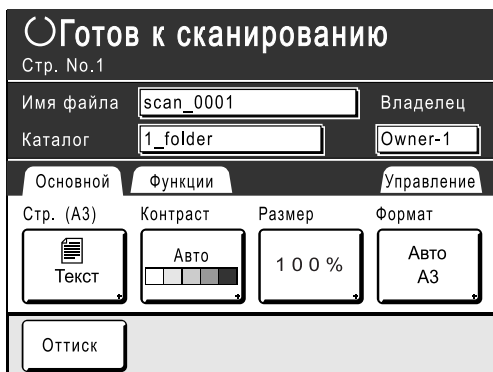 Готов к сканированию
Стр. No.1
Имя файла scan_0001 Владелец
Каталог 1_folder Owner-1
Основной Функции Управление
Стр. (A3) Контраст Размер Формат
Текст Авто 100% Авто A3
Оттиск